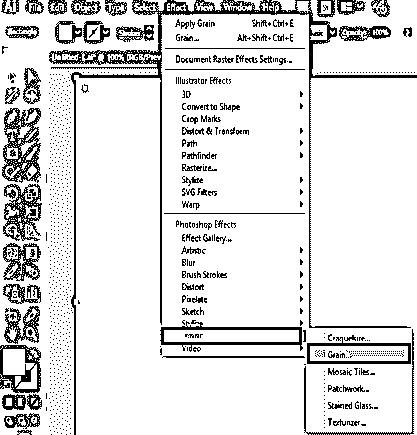 Ai File Edit Object Type Select Effect View Window Help
Apply Grain Shift+Ctrl+E
Grain... Alt+Shift+Ctrl+E
Document Raster Effects Settings...
Illustrator Effects
3D
Convert to Shape
Crop Marks
Distort & Transform
Path
Pathfinder
Rasterize...
Stylize
SVG Filters
Warp
Photoshop Effects
Effect Gallery...
Artistic
Blur
Brush Strokes
Distort
Pixelate
Sketch
Stylize
Video
Craquelure...
Grain...
Mosaic Tiles...
Patchwork...
Stained Glass...
Texturizer...